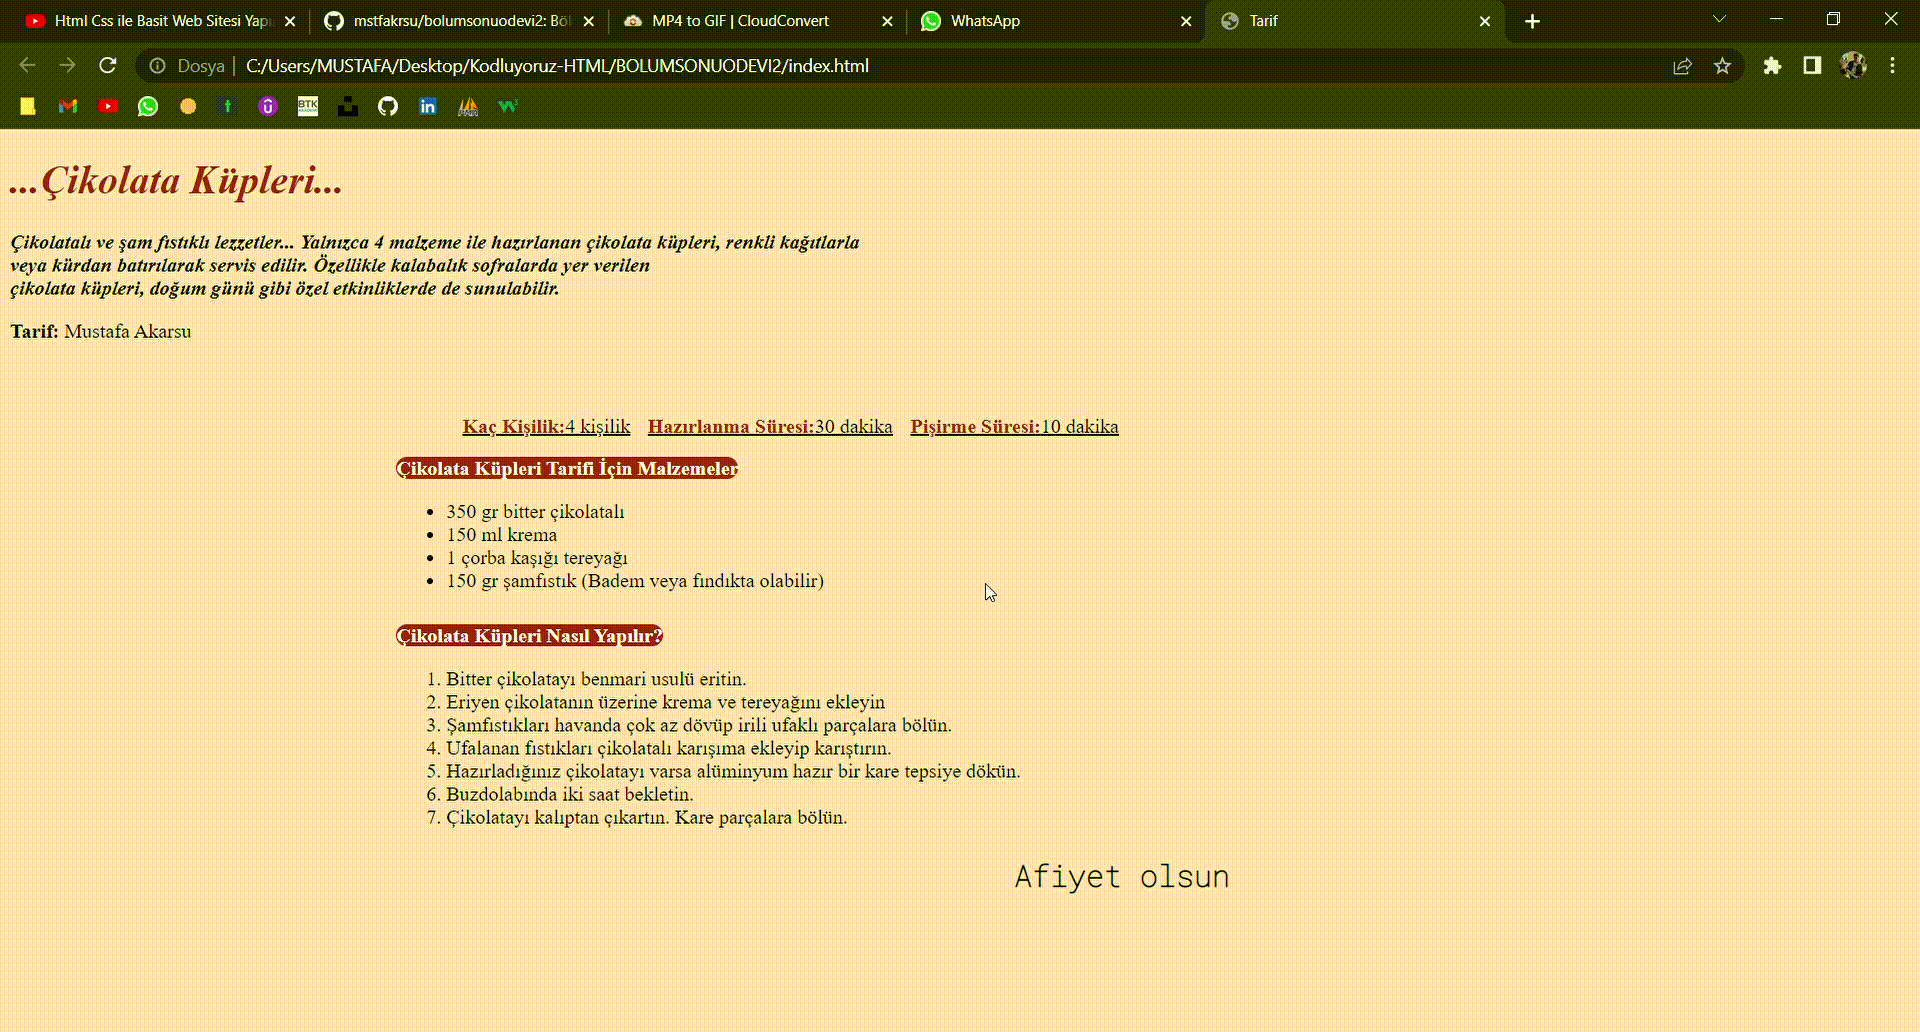 Html Css ile Basit Web Sitesi Yapı
mstfakrsu/bolumsonuodevi2: Böl
MP4 to GIF | CloudConvert
WhatsApp
Tarif
Dosya | C:/Users/MUSTAFA/Desktop/Kodluyoruz-HTML/BOLUMSONUODEVI2/index.html
BTK
in
...Çikolata Küpleri...
Çikolatalı ve şam fıstıklı lezzetler... Yalnızca 4 malzeme ile hazırlanan çikolata küpleri, renkli kağıtlarla
veya kürdan batırılarak servis edilir. Özellikle kalabalık sofralarda yer verilen
çikolata küpleri, doğum günü gibi özel etkinliklerde de sunulabilir.
Tarif: Mustafa Akarsu
Kaç Kişilik:4 kişilik Hazırlanma Süresi:30 dakika Pişirme Süresi:10 dakika
Çikolata Küpleri Tarifi İçin Malzemeler
• 350 gr bitter çikolatalı
• 150 ml krema
• 1 çorba kaşığı tereyağı
• 150 gr şamfıstık (Badem veya fındıkta olabilir)
Çikolata Küpleri Nasıl Yapılır?
1. Bitter çikolatayı benmari usulü eritin.
2. Eriyen çikolatanın üzerine krema ve tereyağını ekleyin
3. Şamfıstıkları havanda çok az dövüp irili ufaklı parçalara bölün.
4. Ufalanan fıstıkları çikolatalı karışıma ekleyip karıştırın.
5. Hazırladığınız çikolatayı varsa alüminyum hazır bir kare tepsiye dökün.
6. Buzdolabında iki saat bekletin.
7. Çikolatayı kalıptan çıkartın. Kare parçalara bölün.
Afiyet olsun